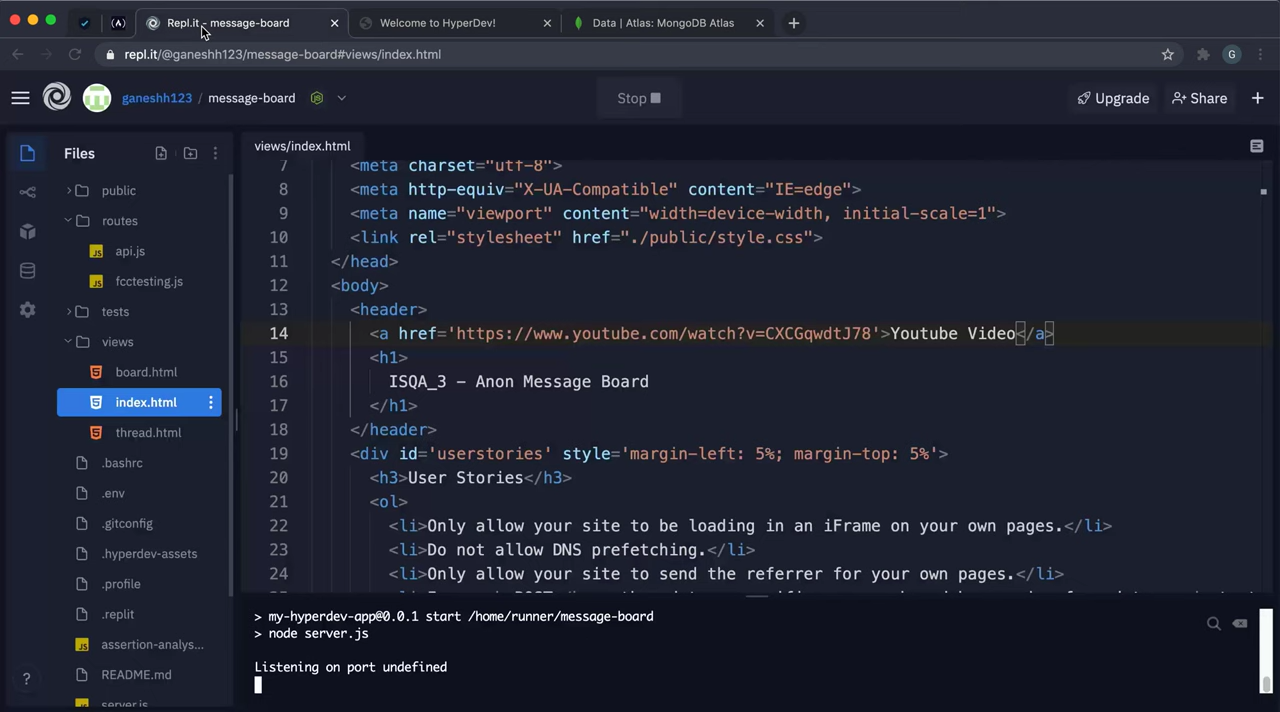 Repl.it - message-board
Welcome to HyperDev!
Data | Atlas: MongoDB Atlas
repl.it/@ganeshh123/message-board#views/index.html
G
ganeshh123 / message-board
Stop
Upgrade
Share
Files
public
routes
JS api.js
JS fcctesting.js
tests
views
board.html
index.html
thread.html
.bashrc
.env
.gitconfig
.hyperdev-assets
.profile
.replit
JS assertion-analys...
README.md
JS server.js
?
views/index.html
7 <meta charset="utf-8">
8 <meta http-equiv="X-UA-Compatible" content="IE=edge">
9 <meta name="viewport" content="width=device-width, initial-scale=1">
10 <link rel="stylesheet" href="./public/style.css">
11 </head>
12 <body>
13 <header>
14 <a href='https://www.youtube.com/watch?v=CXCGqwdtJ78'>Youtube Video</a>
15 <h1>
16 ISQA_3 - Anon Message Board
17 </h1>
18 </header>
19 <div id='userstories' style='margin-left: 5%; margin-top: 5%'>
20 <h3>User Stories</h3>
21 <ol>
22 <li>Only allow your site to be loading in an iFrame on your own pages.</li>
23 <li>Do not allow DNS prefetching.</li>
24 <li>Only allow your site to send the referrer for your own pages.</li>
> my-hyperdev-app@0.0.1 start /home/runner/message-board
> node server.js
Listening on port undefined